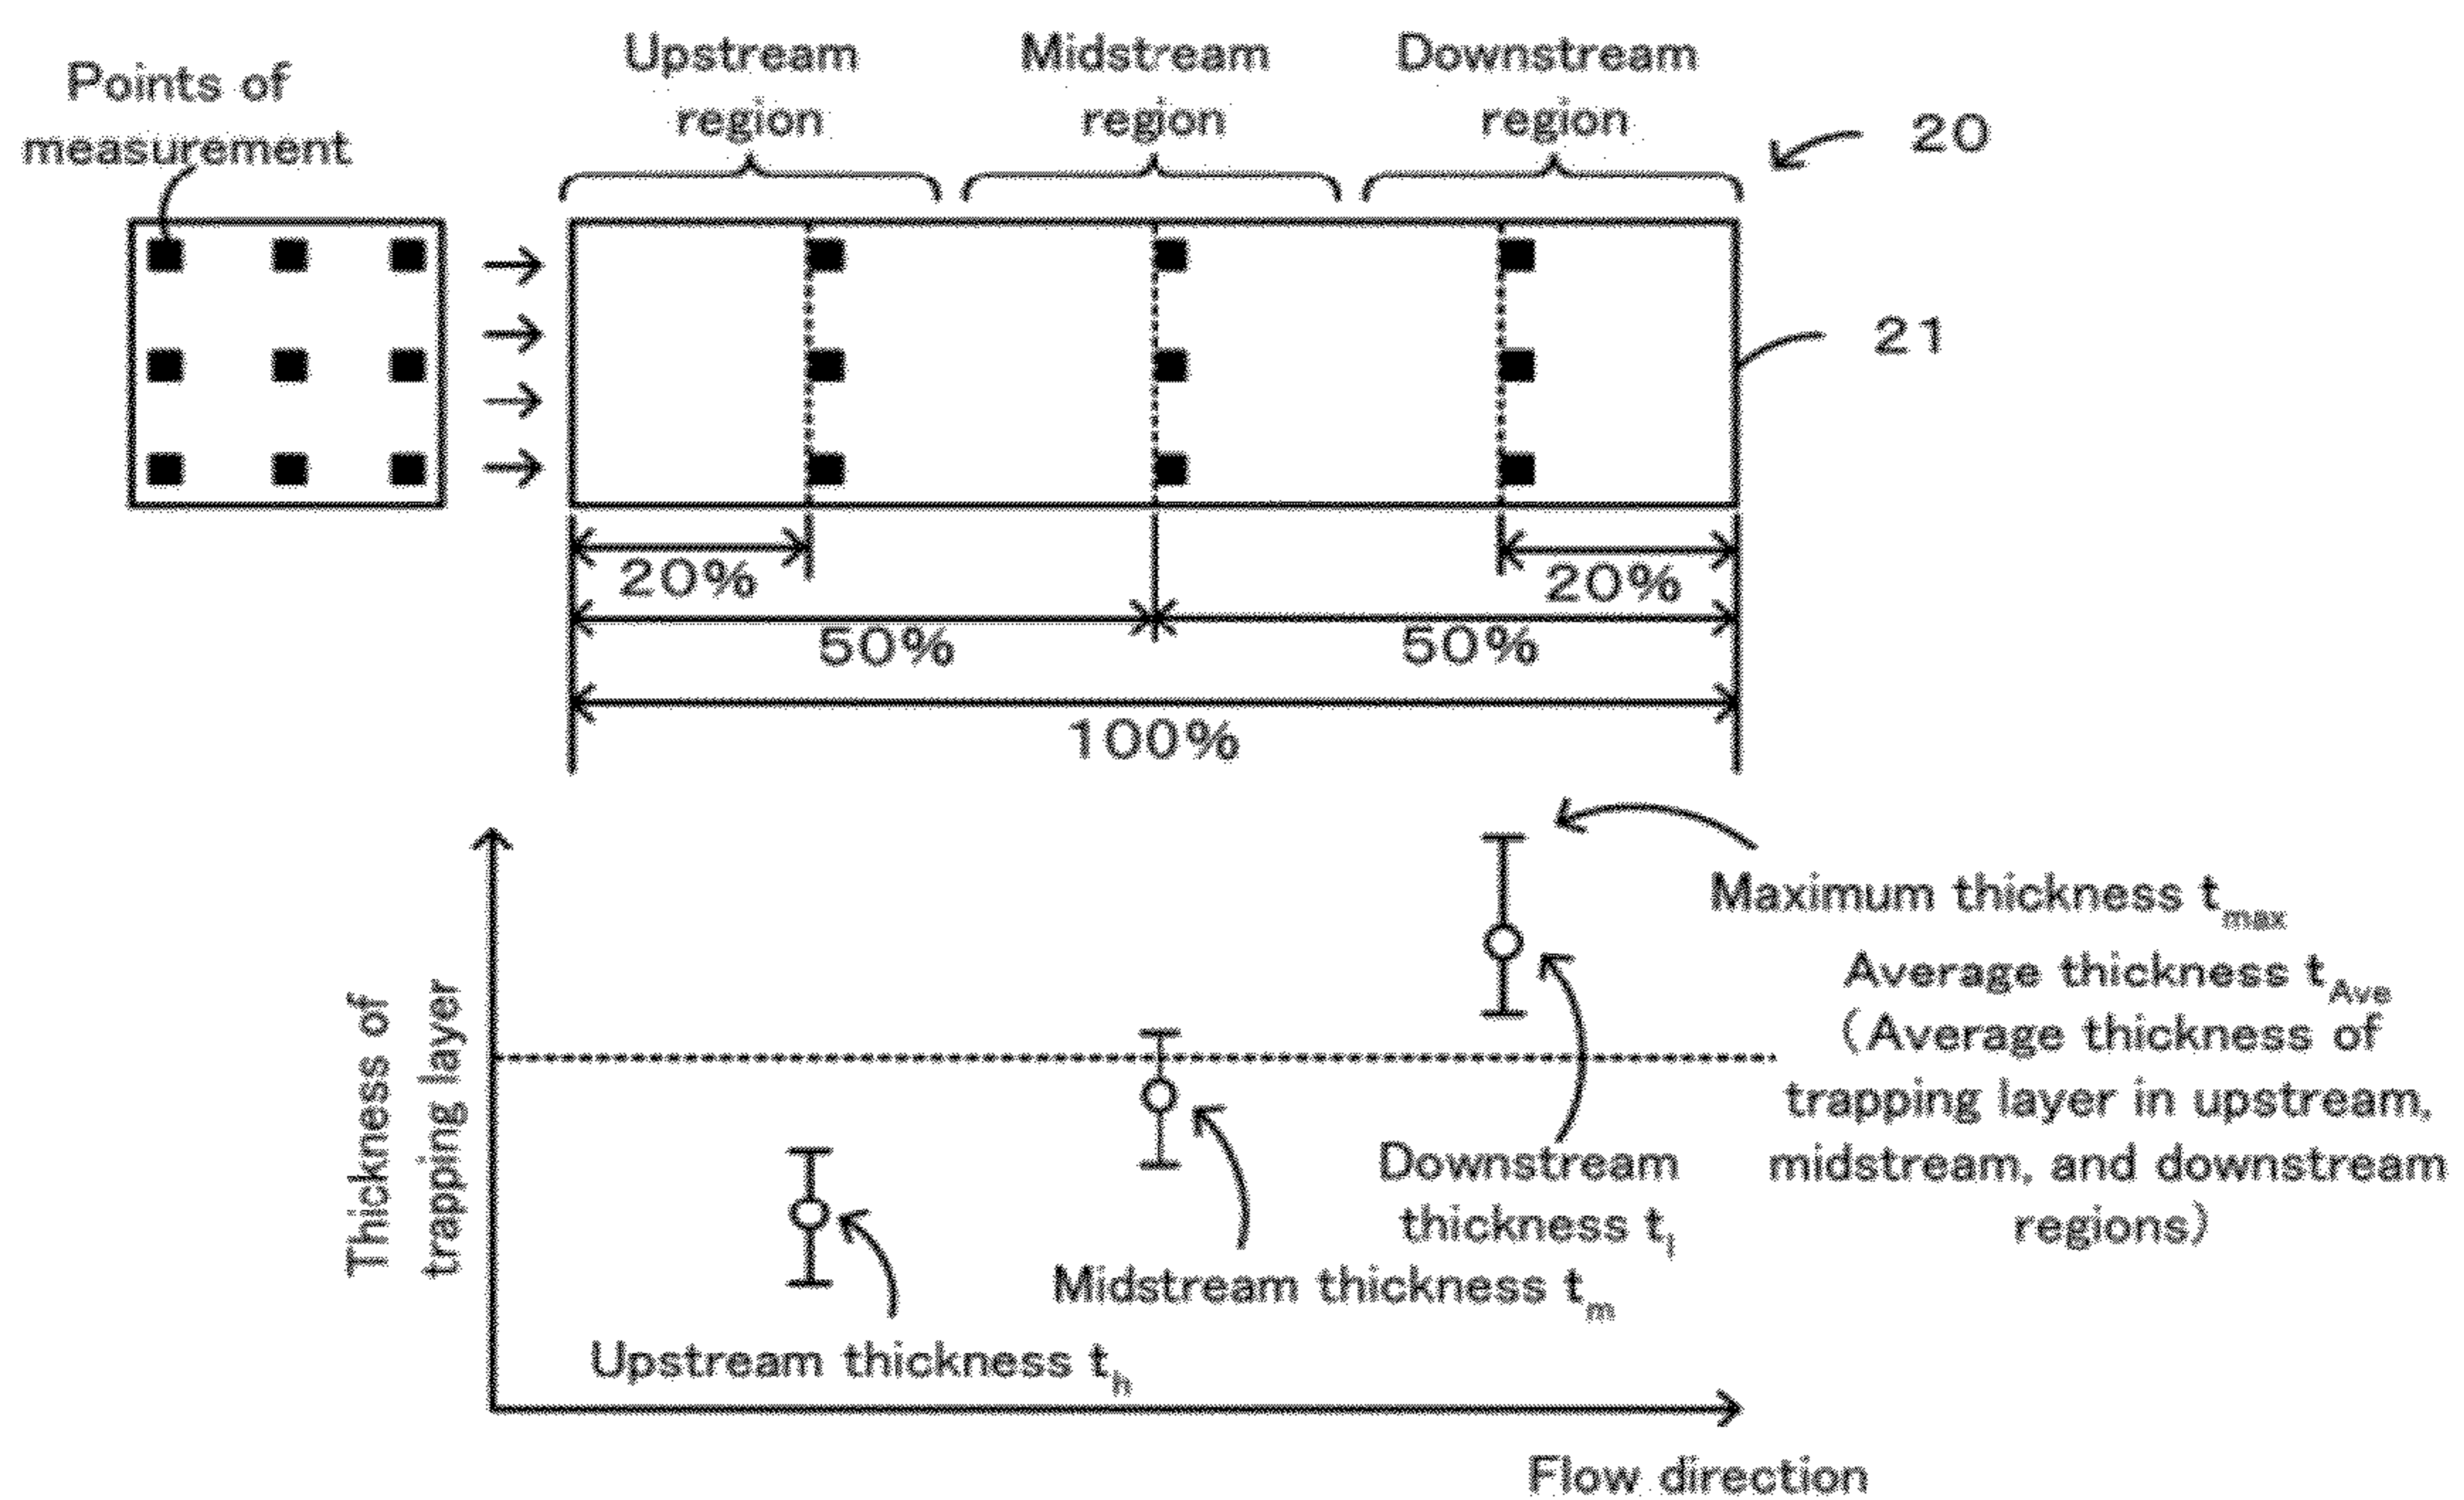 Points of
measurement
Upstream
region
Midstream
region
Downstream
region
20
21
20%
20%
50%
50%
100%
Thickness of
trapping layer
Maximum thickness tmax
Average thickness tAve
(Average thickness of
trapping layer in upstream,
midstream, and downstream
regions)
Downstream
thickness tl
Midstream thickness tm
Upstream thickness th
Flow direction